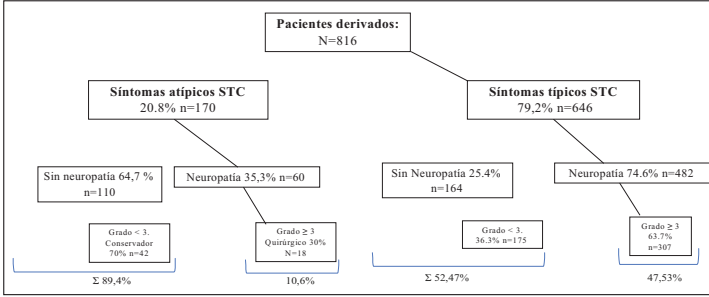 Pacientes derivados:
N=816
Síntomas atípicos STC
20.8% n=170
Síntomas típicos STC
79,2% n=646
Sin neuropatía 64,7 %
n=110
Neuropatía 35,3% n=60
Sin Neuropatía 25.4%
n=164
Neuropatía 74.6% n=482
Grado < 3.
Conservador
70% n=42
Grado ≥ 3
Quirúrgico 30%
N=18
Grado < 3.
36.3% n=175
Grado ≥ 3
63.7%
n=307
Σ 89,4%
10,6%
Σ 52,47%
47,53%